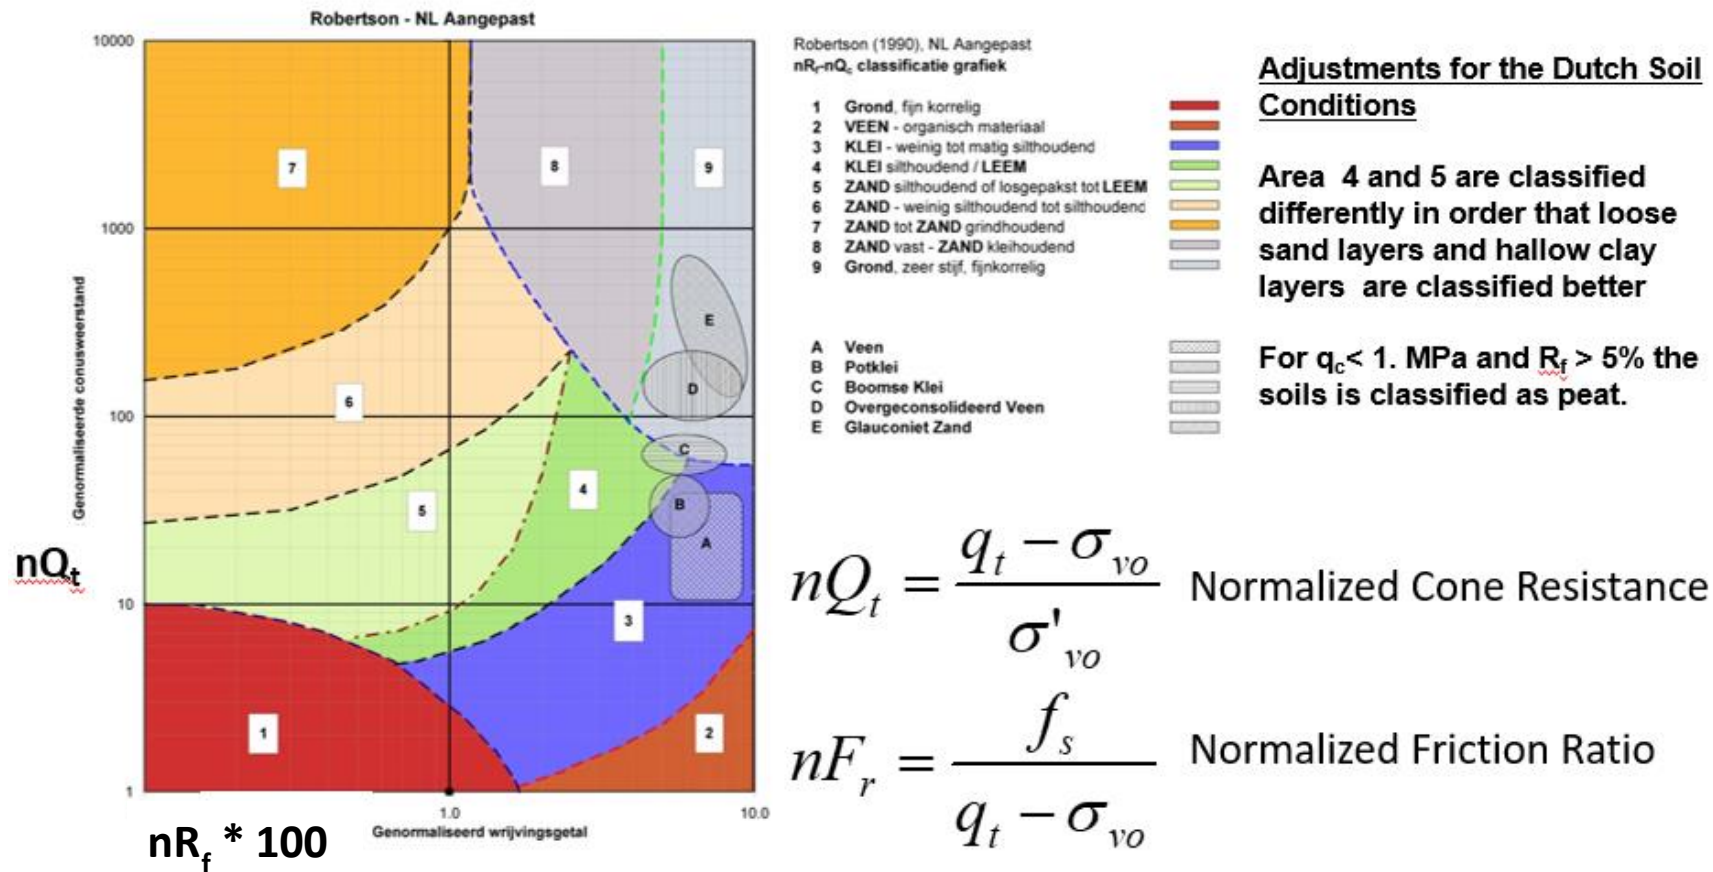 Robertson - NL Aangepast
10000
1000
100
10
1
1.0
10.0
Genormaliseerde conusweerstand
Genormaliseerd wrijvingsgetal
nQt
nRf * 100
7
8
9
6
5
4
3
1
2
E
D
C
B
A
Robertson (1990), NL Aangepast
nRf-nQc classificatie grafiek
1 Grond, fijn korrelig
2 VEEN - organisch materiaal
3 KLEI - weinig tot matig silthoudend
4 KLEI silthoudend / LEEM
5 ZAND silthoudend of losgepakst tot LEEM
6 ZAND - weinig silthoudend tot silthoudend
7 ZAND tot ZAND grindhoudend
8 ZAND vast - ZAND kleihoudend
9 Grond, zeer stijf, fijnkorrelig
A Veen
B Potklei
C Boomse Klei
D Overgeconsolideerd Veen
E Glauconiet Zand
Adjustments for the Dutch Soil
Conditions
Area 4 and 5 are classified
differently in order that loose
sand layers and hallow clay
layers are classified better
For qc< 1. MPa and Rf > 5% the
soils is classified as peat.
nQt = (qt − σvo) / σ'vo Normalized Cone Resistance
nFr = fs / (qt − σvo) Normalized Friction Ratio